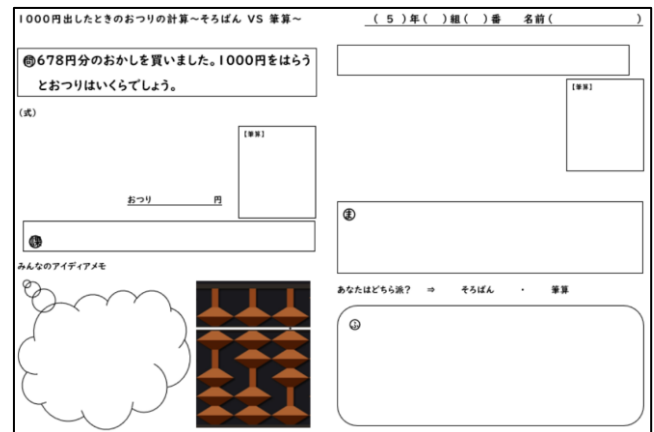 1000円出したときのおつりの計算~そろばん VS 筆算~
( 5 )年( )組( )番 名前( )
問678円分のおかしを買いました。1000円をはらう
とおつりはいくらでしょう。
(式)
【筆算】
おつり 円
みんなのアイディアメモ
【筆算】
ま
あなたはどちら派? ⇒ そろばん ・ 筆算
ふ